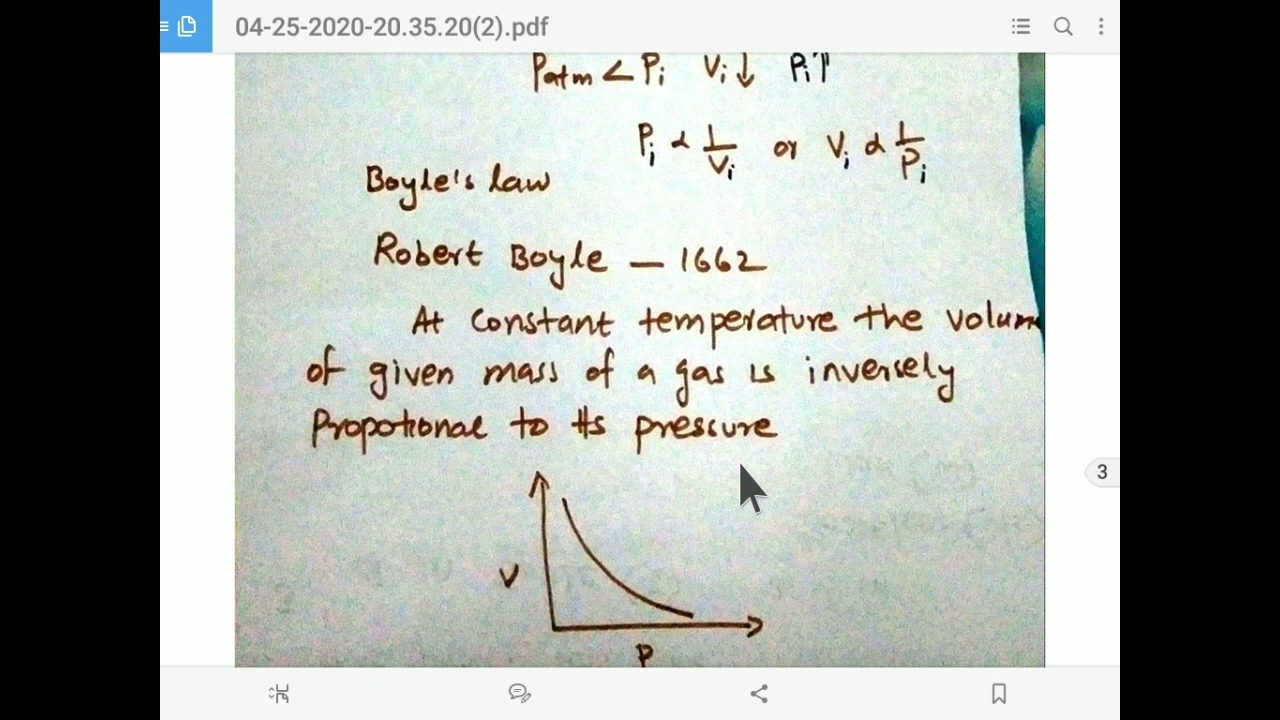 04-25-2020-20.35.20(2).pdf
Patm < Pi Vi↓ Pi↑
Pi ∝ 1/Vi or Vi ∝ 1/Pi
Boyle's law
Robert Boyle — 1662
At constant temperature the volum
of given mass of a gas is inversely
Propotional to its pressure
3
V
P